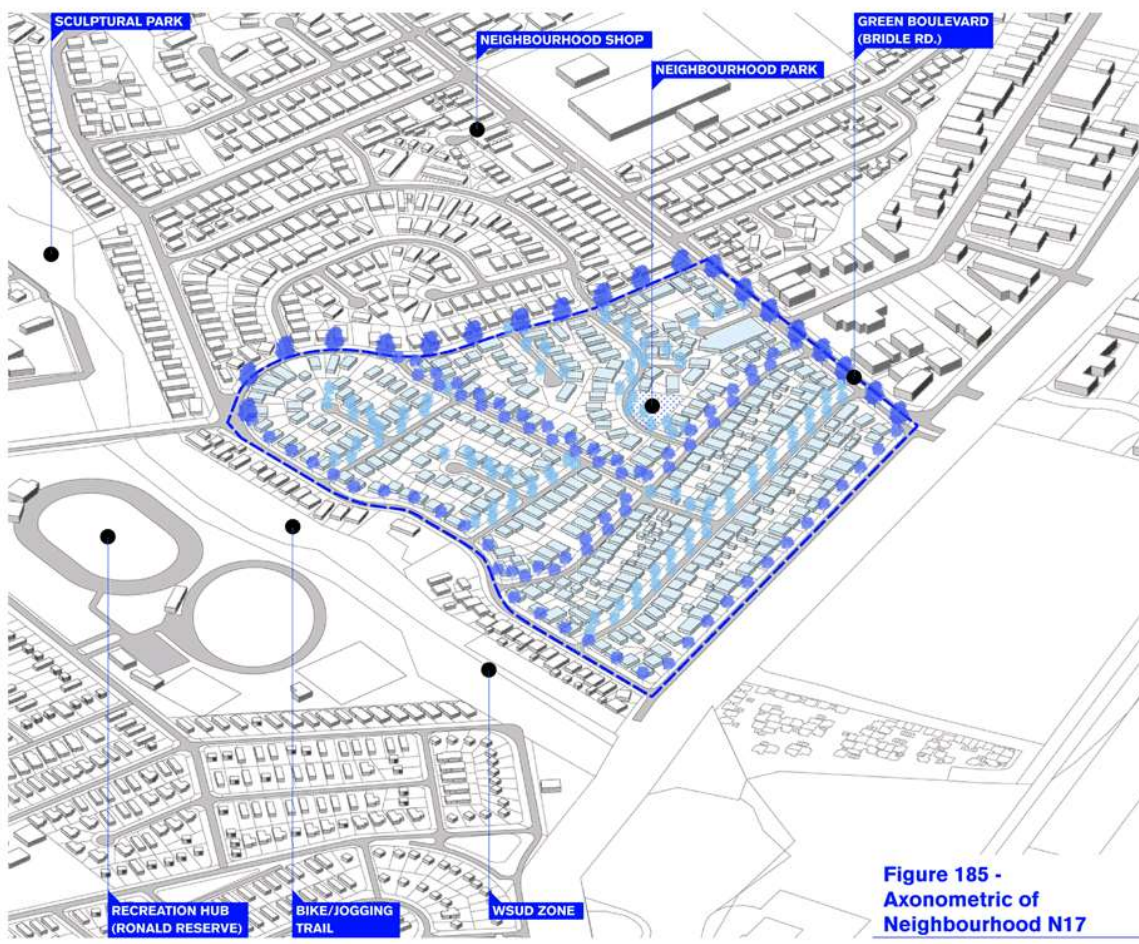 SCULPTURAL PARK
NEIGHBOURHOOD SHOP
NEIGHBOURHOOD PARK
GREEN BOULEVARD
(BRIDLE RD.)
RECREATION HUB
(RONALD RESERVE)
BIKE/JOGGING
TRAIL
WSUD ZONE
Figure 185 -
Axonometric of
Neighbourhood N17